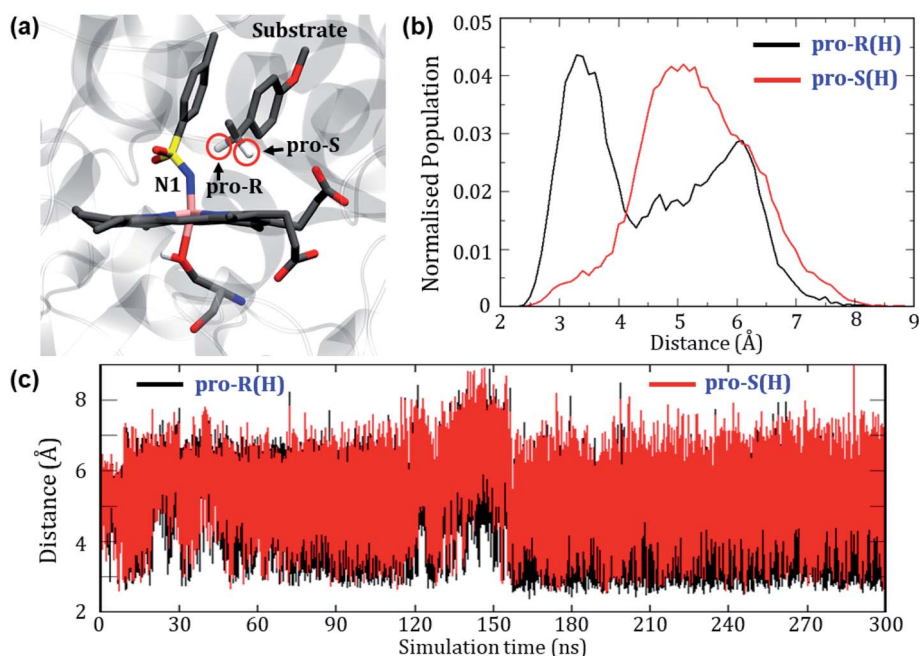 (a)
Substrate
pro-S
N1
pro-R
(b)
0.05
0.04
0.03
0.02
0.01
0
Normalised Population
pro-R(H)
pro-S(H)
2 3 4 5 6 7 8 9
Distance (Å)
(c)
pro-R(H) pro-S(H)
8
6
4
2
Distance (Å)
0 30 60 90 120 150 180 210 240 270 300
Simulation time (ns)